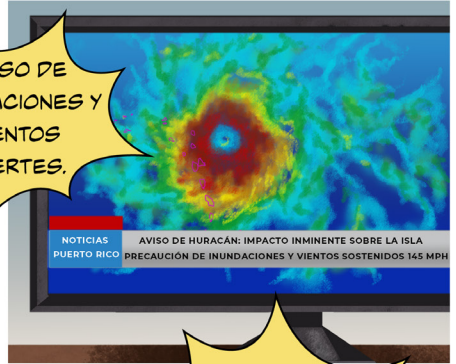 SO DE
ACIONES Y
ENTOS
ERTES.
NOTICIAS
PUERTO RICO
AVISO DE HURACÁN: IMPACTO INMINENTE SOBRE LA ISLA
PRECAUCIÓN DE INUNDACIONES Y VIENTOS SOSTENIDOS 145 MPH